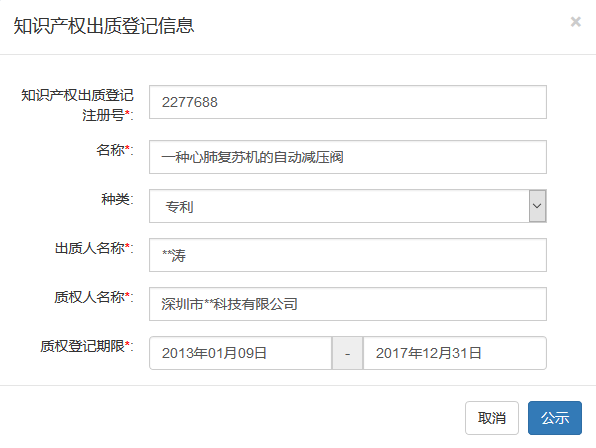 知识产权出质登记信息 ×
知识产权出质登记
注册号*: 2277688
名称*: 一种心肺复苏机的自动减压阀
种类: 专利
出质人名称*: **涛
质权人名称*: 深圳市**科技有限公司
质权登记期限*: 2013年01月09日 - 2017年12月31日
取消 公示